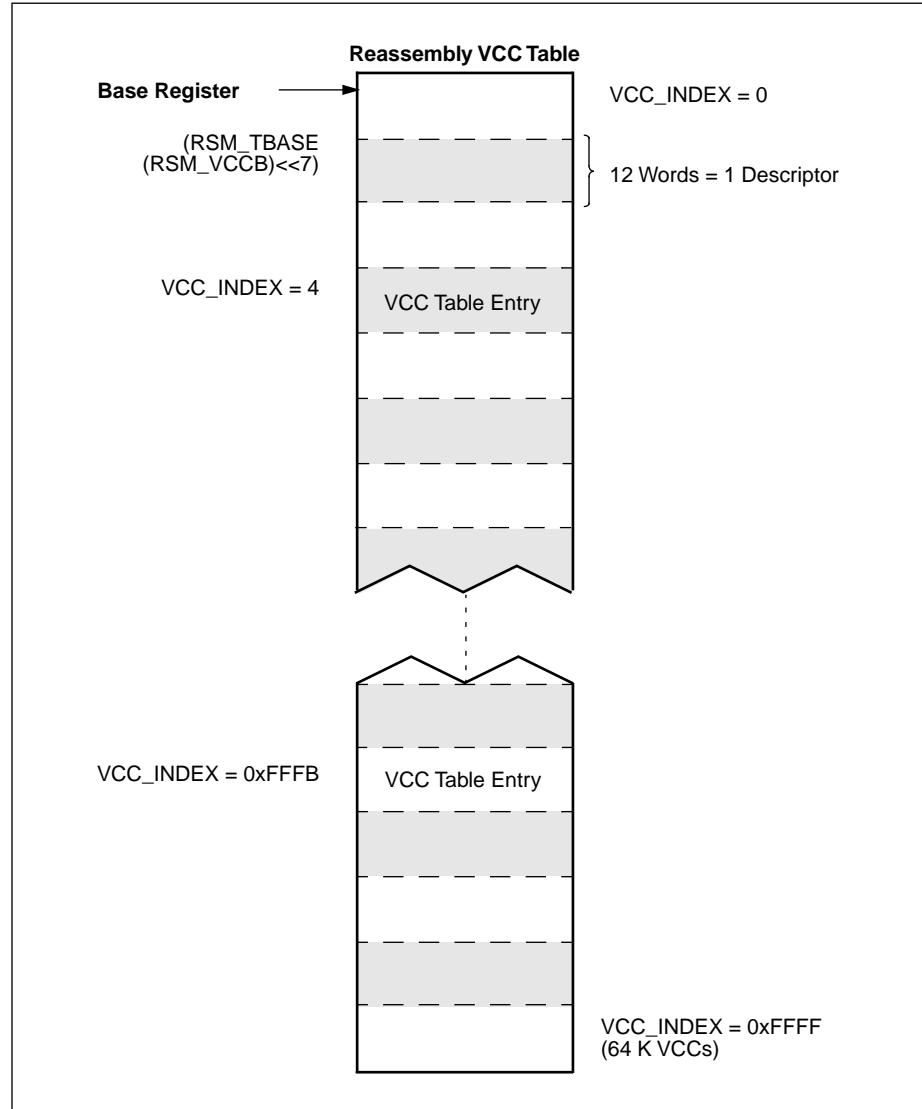 Reassembly VCC Table
Base Register
VCC_INDEX = 0
(RSM_TBASE
(RSM_VCCB)<<7)
12 Words = 1 Descriptor
VCC_INDEX = 4
VCC Table Entry
VCC_INDEX = 0xFFFB
VCC Table Entry
VCC_INDEX = 0xFFFF
(64 K VCCs)